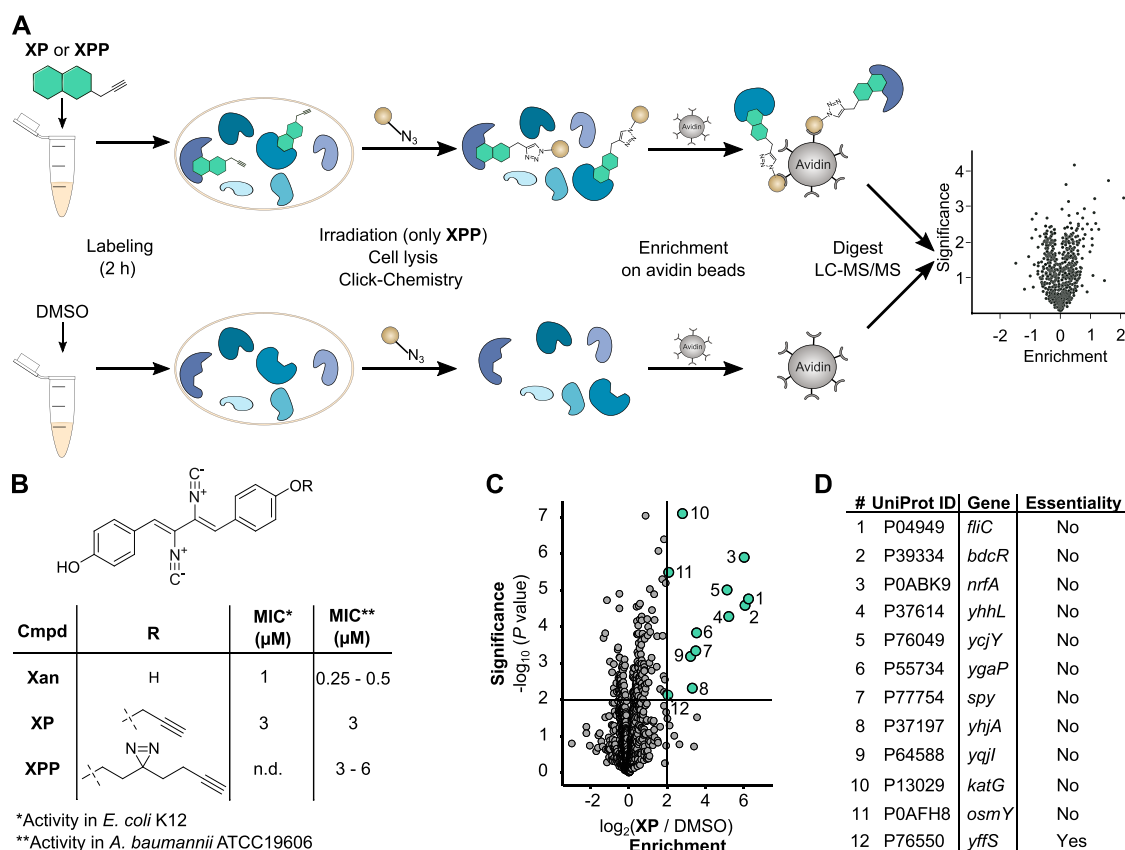 A
XP or XPP
Labeling
(2 h)
N₃
Irradiation (only XPP)
Cell lysis
Click-Chemistry
N=N
N
N=N
N
Avidin
Enrichment
on avidin beads
N=N
N
N=N
N
Avidin
Digest
LC-MS/MS
Significance
4
3
2
1
-2 -1 0 1 2
Enrichment
DMSO
N₃
Avidin
Avidin
B
C⁻
N⁺
OR
HO
N⁺
C⁻
Cmpd R MIC* (µM) MIC** (µM)
Xan H 1 0.25 - 0.5
XP 3 3
N=N
XPP n.d. 3 - 6
*Activity in E. coli K12
**Activity in A. baumannii ATCC19606
C
Significance
-log₁₀ (P value)
7
6
5
4
3
2
1
0
10
3
11
5
1
4
2
6
9
7
8
12
-2 0 2 4 6
log₂(XP / DMSO)
Enrichment
D
# UniProt ID Gene Essentiality
1 P04949 fliC No
2 P39334 bdcR No
3 P0ABK9 nrfA No
4 P37614 yhhL No
5 P76049 ycjY No
6 P55734 ygaP No
7 P77754 spy No
8 P37197 yhjA No
9 P64588 yqjI No
10 P13029 katG No
11 P0AFH8 osmY No
12 P76550 yffS Yes